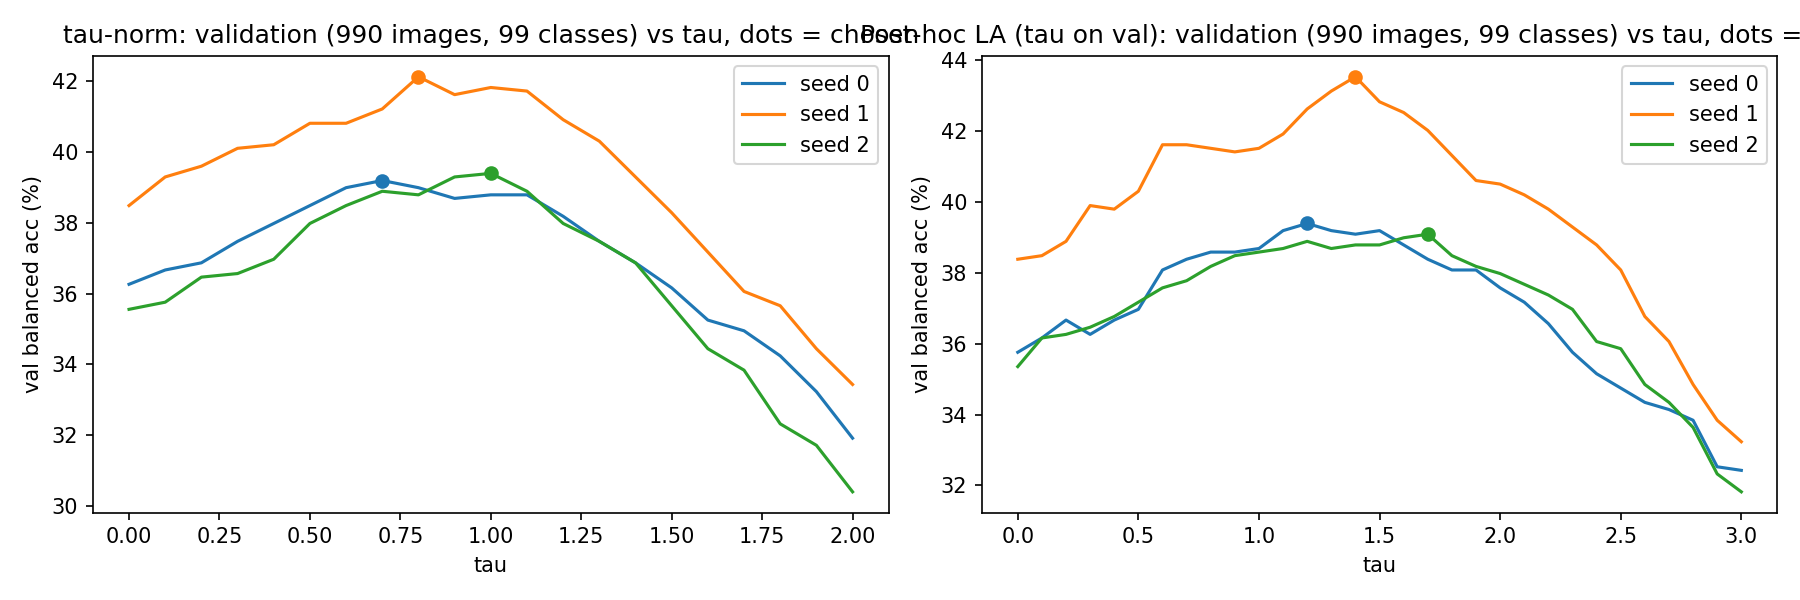 tau-norm: validation (990 images, 99 classes) vs tau, dots = chosen
Post-hoc LA (tau on val): validation (990 images, 99 classes) vs tau, dots =
val balanced acc (%)
42
40
38
36
34
32
30
seed 0
seed 1
seed 2
0.00 0.25 0.50 0.75 1.00 1.25 1.50 1.75 2.00
tau
val balanced acc (%)
44
42
40
38
36
34
32
seed 0
seed 1
seed 2
0.0 0.5 1.0 1.5 2.0 2.5 3.0
tau